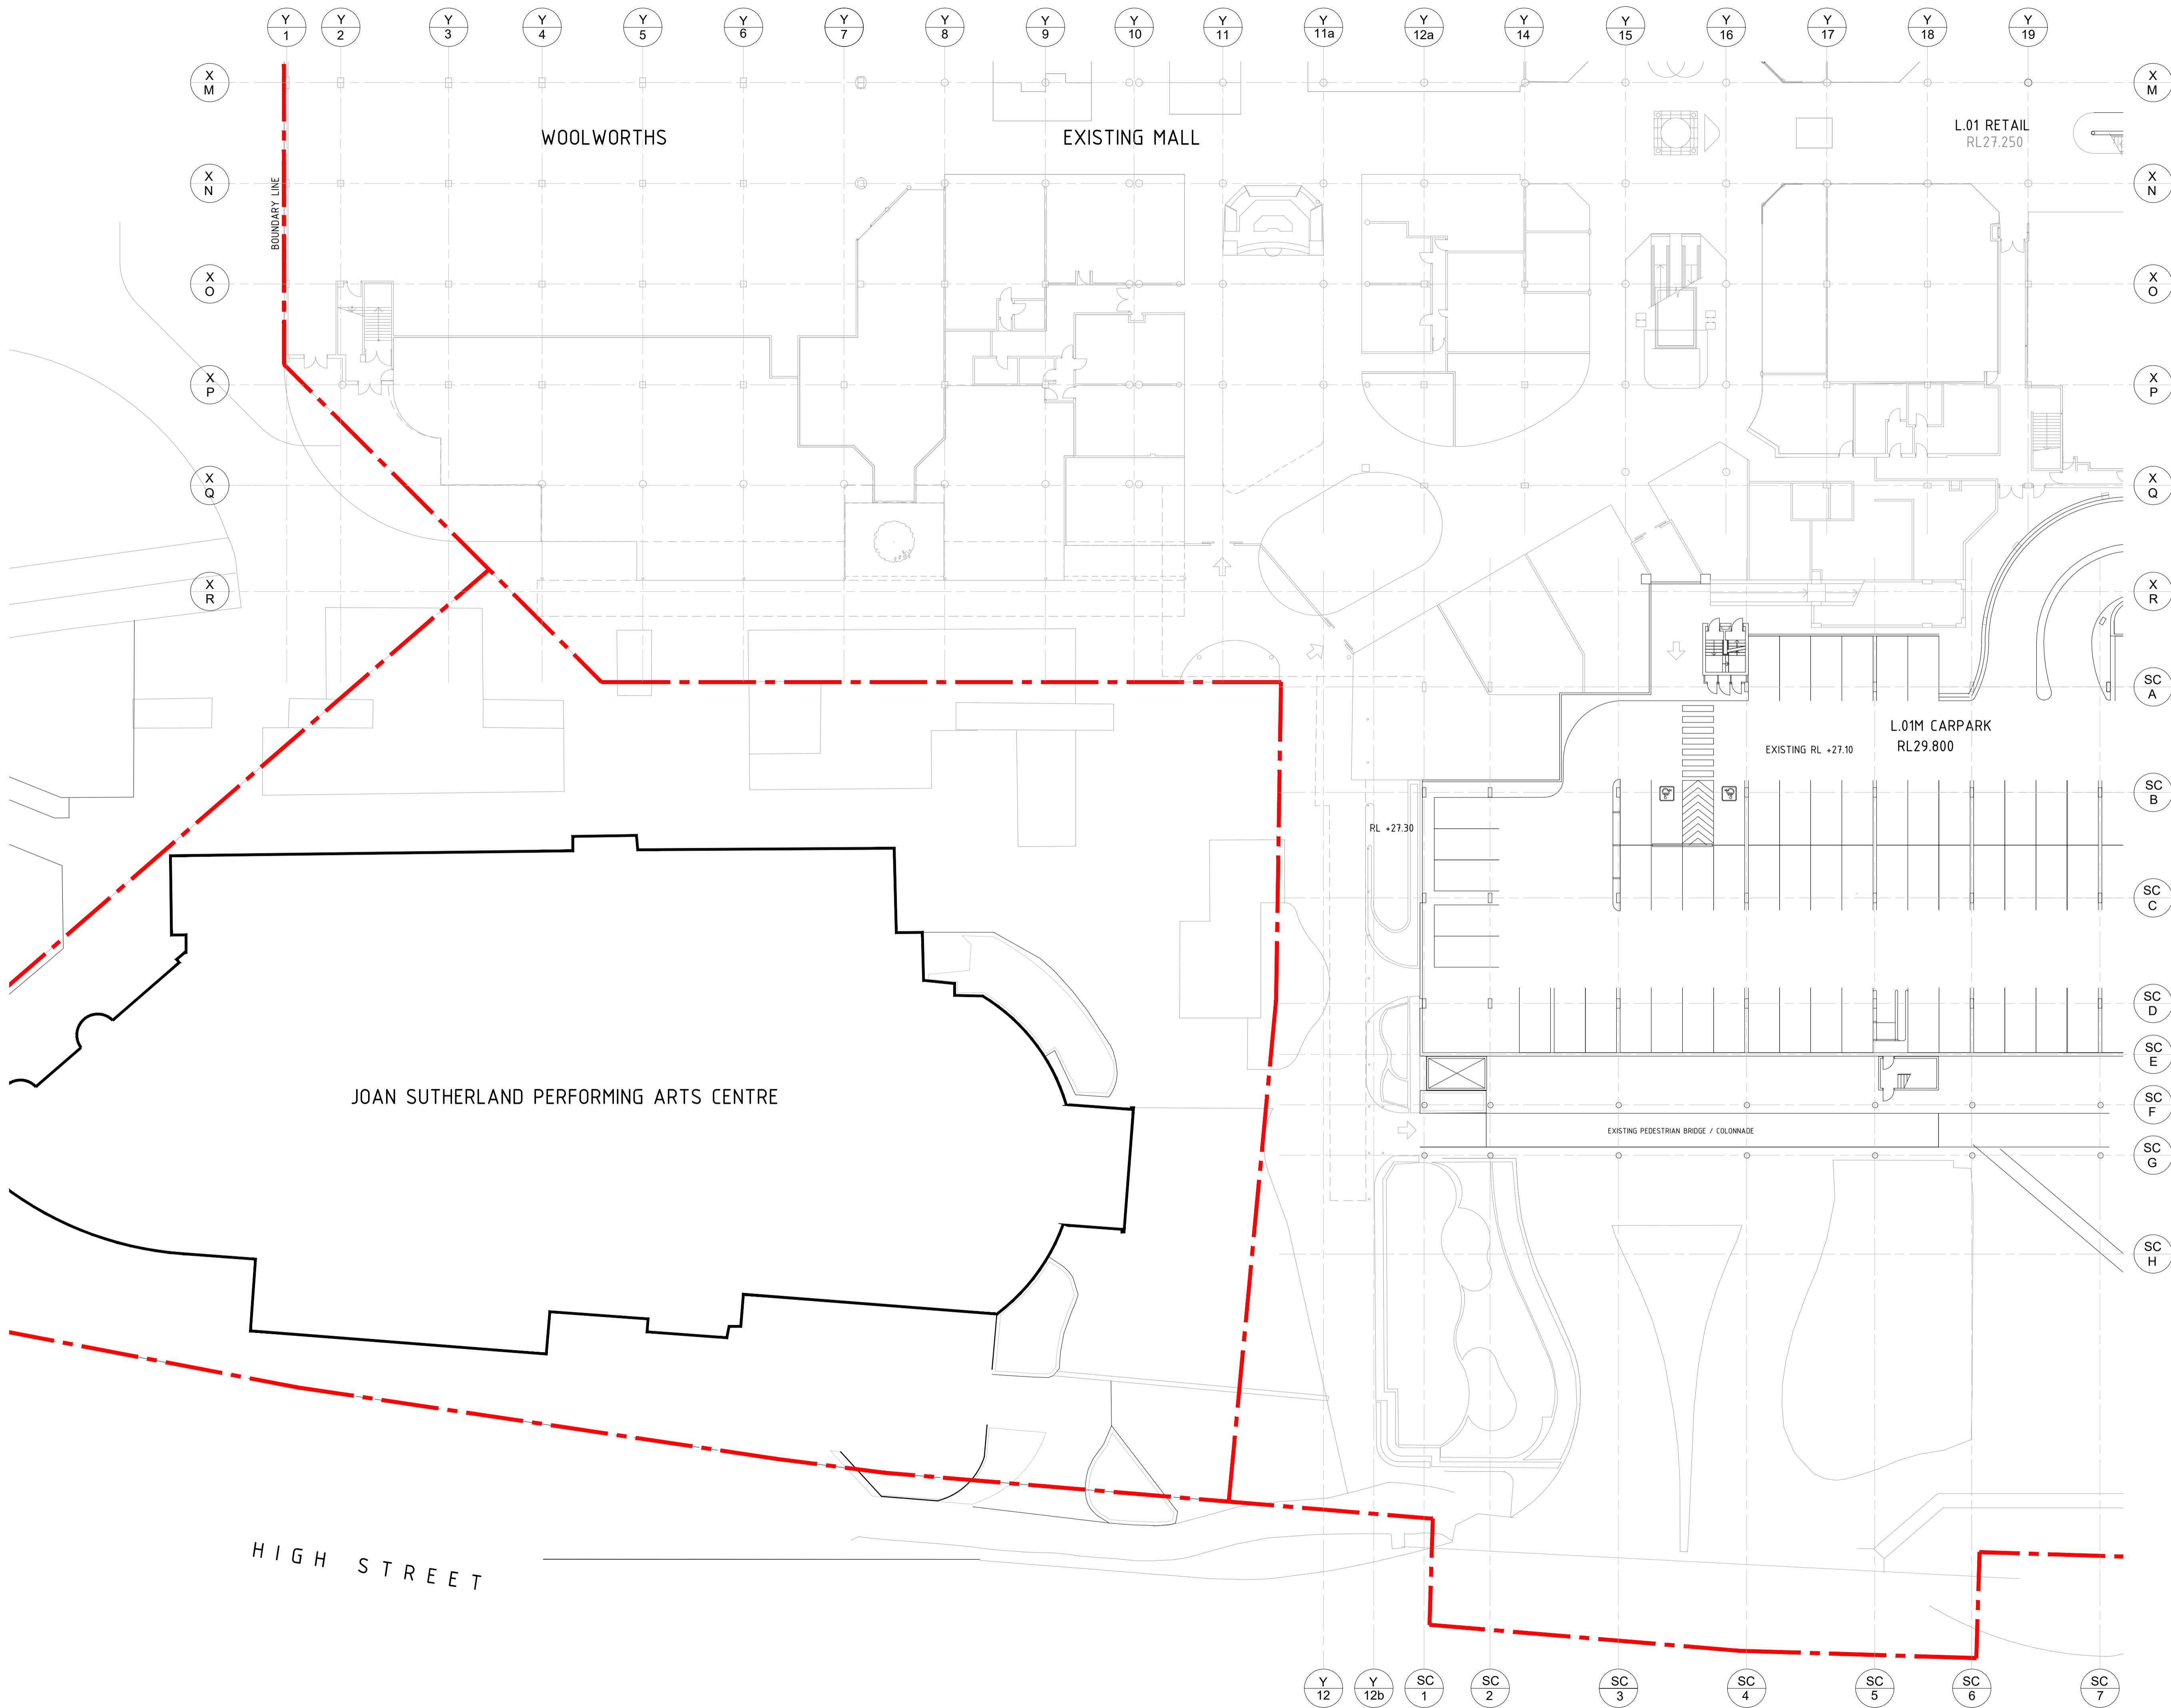 Y 1
Y 2
Y 3
Y 4
Y 5
Y 6
Y 7
Y 8
Y 9
Y 10
Y 11
Y 11a
Y 12a
Y 14
Y 15
Y 16
Y 17
Y 18
Y 19
X M
X M
WOOLWORTHS
EXISTING MALL
L.01 RETAIL
RL27.250
X N
X N
BOUNDARY LINE
X O
X O
X P
X P
X Q
X Q
X R
X R
SC A
L.01M CARPARK
EXISTING RL +27.10
RL29.800
SC B
RL +27.30
SC C
SC D
SC E
JOAN SUTHERLAND PERFORMING ARTS CENTRE
SC F
EXISTING PEDESTRIAN BRIDGE / COLONNADE
SC G
SC H
HIGH STREET
Y 12
Y 12b
SC 1
SC 2
SC 3
SC 4
SC 5
SC 6
SC 7